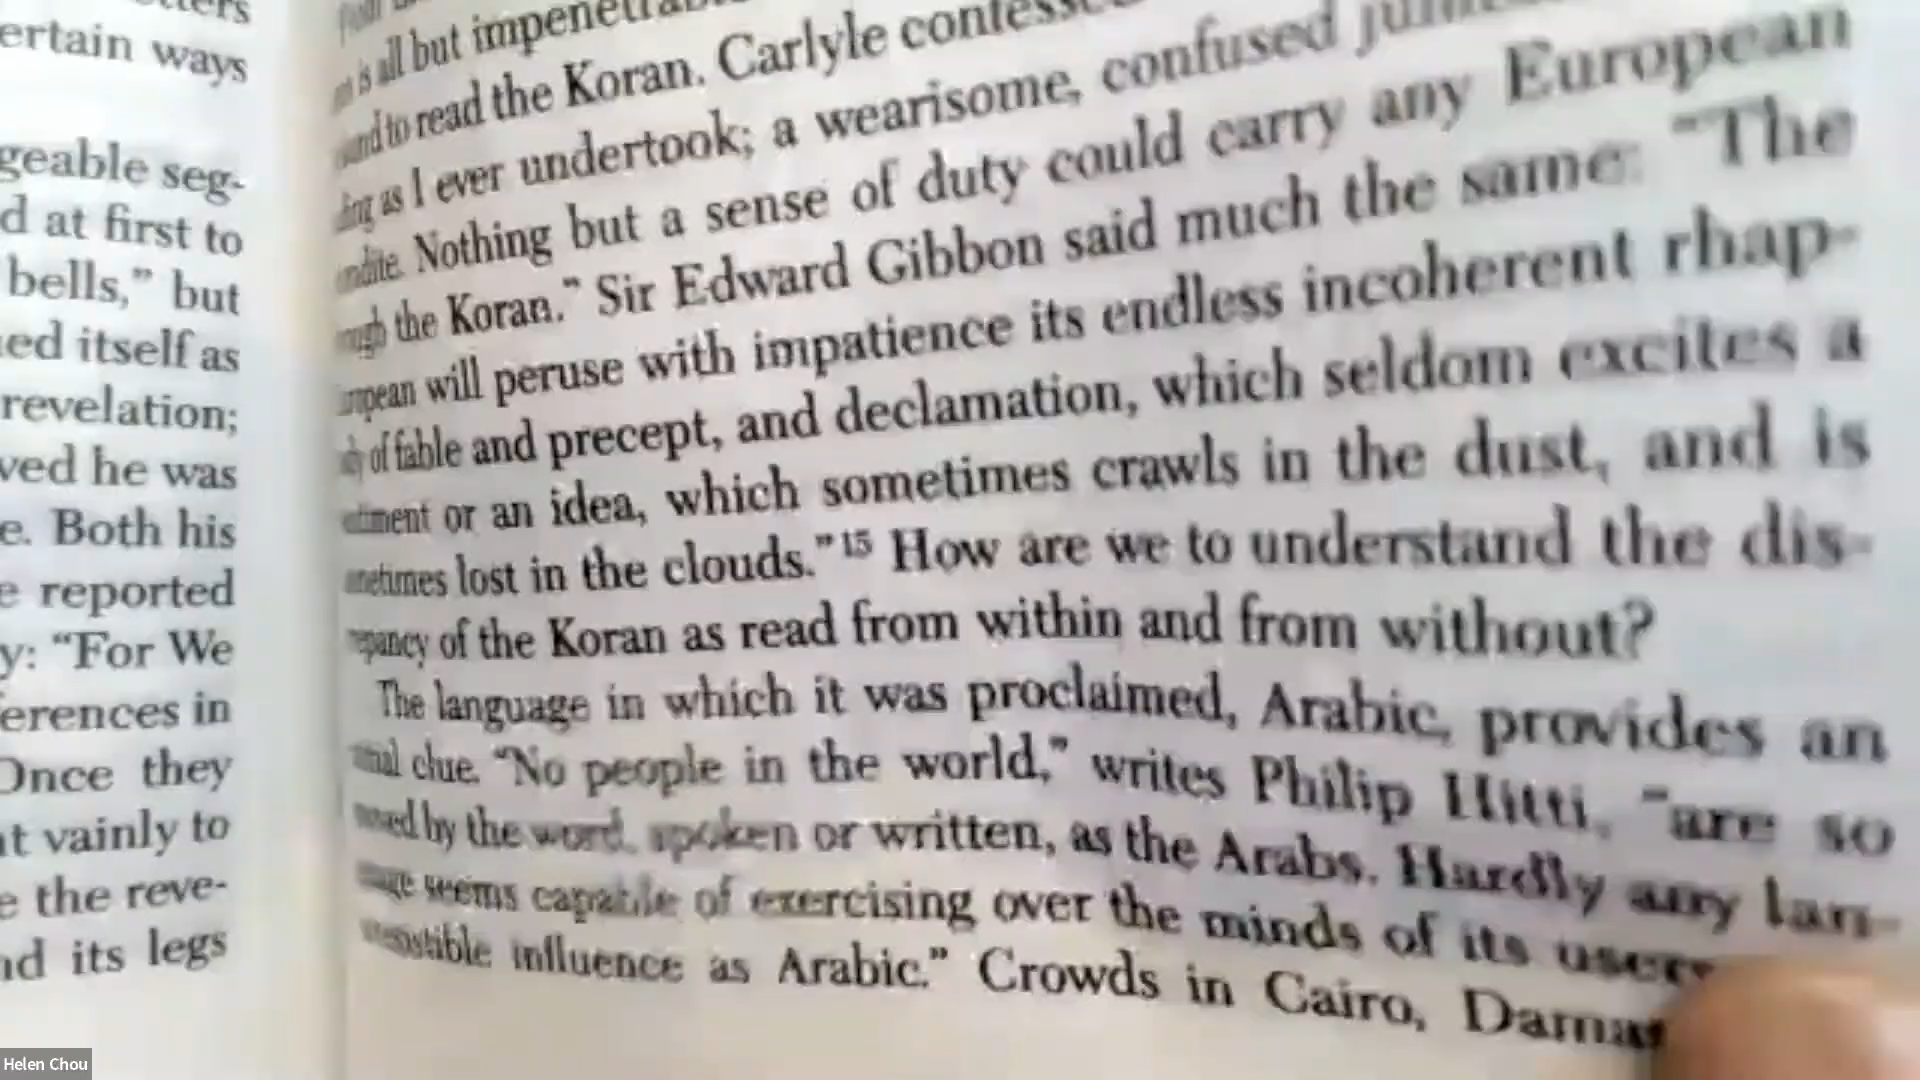 ertain ways
geable seg-
d at first to
bells,” but
ed itself as
revelation;
ved he was
e. Both his
e reported
y: “For We
erences in
Once they
t vainly to
e the reve-
nd its legs
is all but
to read the Koran. Carlyle
as I ever undertook; a wearisome, confused
Nothing but a sense of duty could carry any European
the Koran.” Sir Edward Gibbon said much the same: “The
will peruse with impatience its endless incoherent rhap-
of fable and precept, and declamation, which seldom excites a
or an idea, which sometimes crawls in the dust, and is
lost in the clouds.”15 How are we to understand the dis-
of the Koran as read from within and from without?
The language in which it was proclaimed, Arabic, provides an
clue. “No people in the world,” writes Philip Hitti, “are so
by the word, spoken or written, as the Arabs. Hardly any lan-
seems capable of exercising over the minds of its users
influence as Arabic.” Crowds in Cairo,
Helen Chou